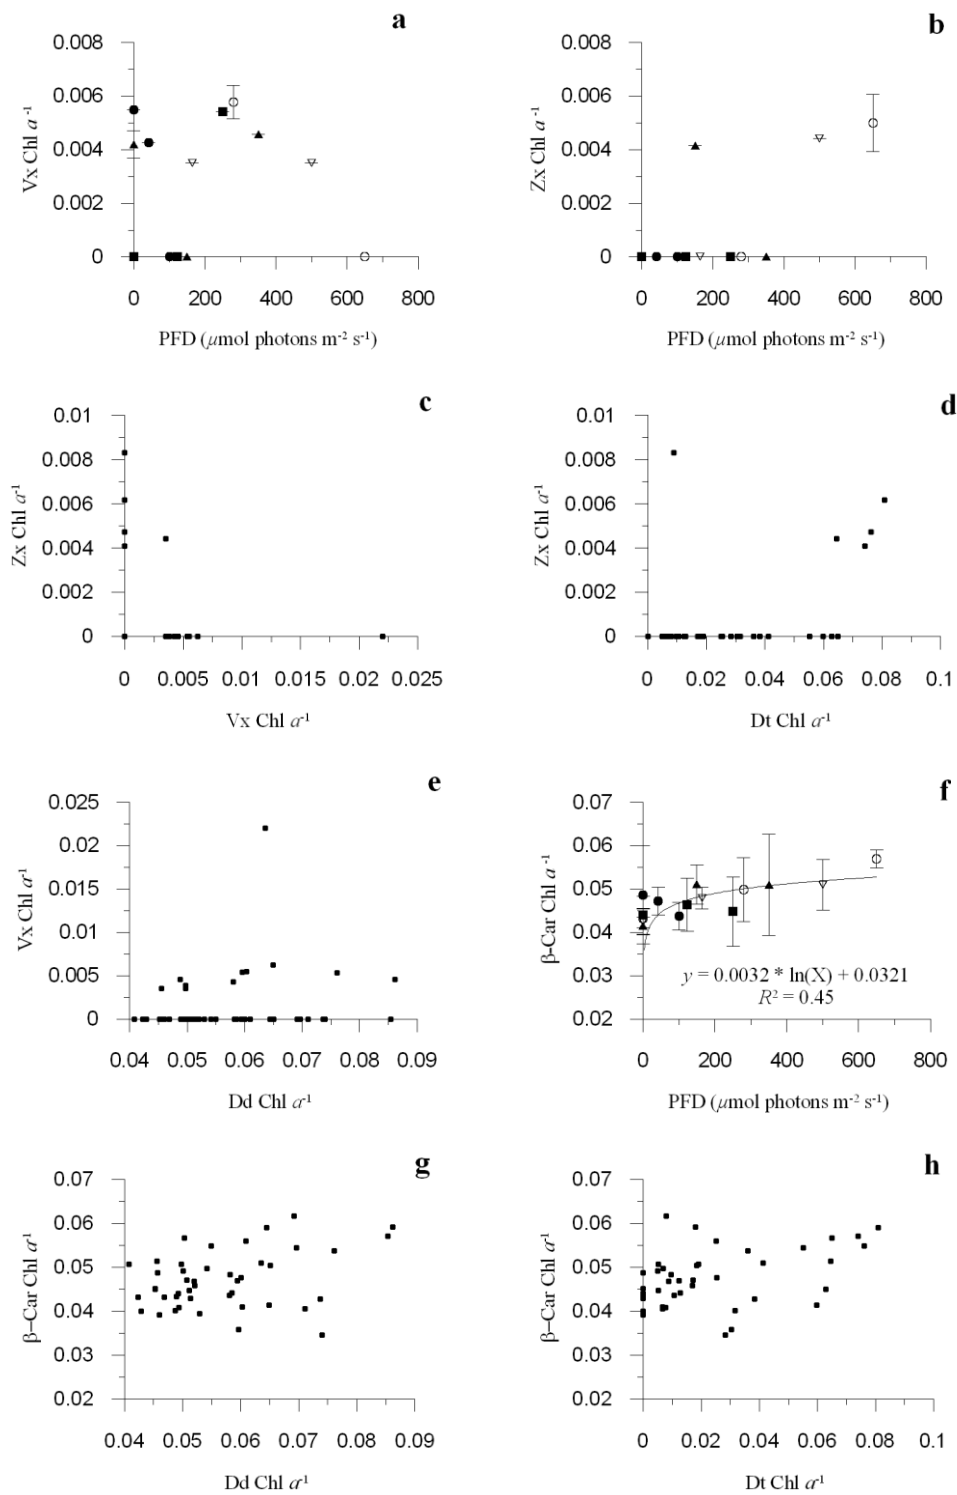 a
0.008
0.006
0.004
0.002
0
Vx Chl a⁻¹
0 200 400 600 800
PFD (μmol photons m⁻² s⁻¹)
b
0.008
0.006
0.004
0.002
0
Zx Chl a⁻¹
0 200 400 600 800
PFD (μmol photons m⁻² s⁻¹)
c
0.01
0.008
0.006
0.004
0.002
0
Zx Chl a⁻¹
0 0.005 0.01 0.015 0.02 0.025
Vx Chl a⁻¹
d
0.01
0.008
0.006
0.004
0.002
0
Zx Chl a⁻¹
0 0.02 0.04 0.06 0.08 0.1
Dt Chl a⁻¹
e
0.025
0.02
0.015
0.01
0.005
0
Vx Chl a⁻¹
0.04 0.05 0.06 0.07 0.08 0.09
Dd Chl a⁻¹
f
0.07
0.06
0.05
0.04
0.03
0.02
β-Car Chl a⁻¹
y = 0.0032 * ln(X) + 0.0321
R² = 0.45
0 200 400 600 800
PFD (μmol photons m⁻² s⁻¹)
g
0.07
0.06
0.05
0.04
0.03
0.02
β-Car Chl a⁻¹
0.04 0.05 0.06 0.07 0.08 0.09
Dd Chl a⁻¹
h
0.07
0.06
0.05
0.04
0.03
0.02
β-Car Chl a⁻¹
0 0.02 0.04 0.06 0.08 0.1
Dt Chl a⁻¹